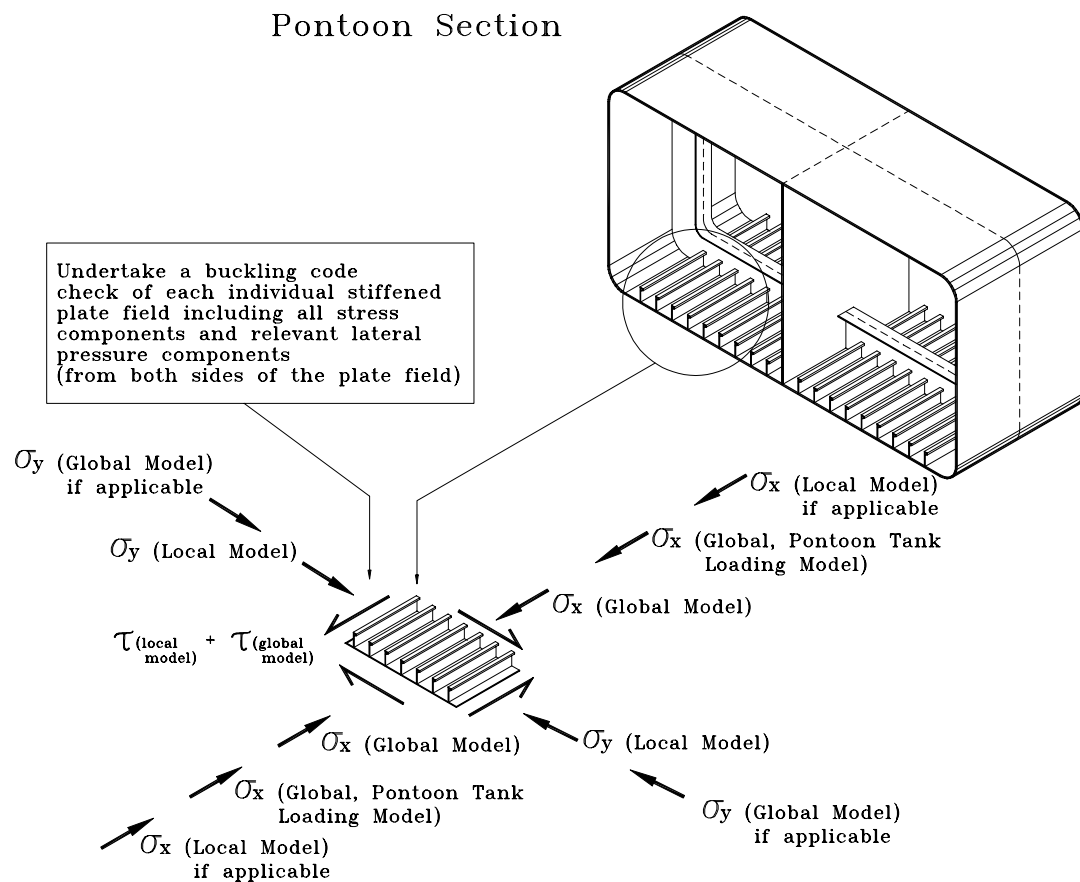 Pontoon Section
Undertake a buckling code
check of each individual stiffened
plate field including all stress
components and relevant lateral
pressure components
(from both sides of the plate field)
σy (Global Model)
if applicable
σy (Local Model)
σx (Local Model)
if applicable
σx (Global, Pontoon Tank
Loading Model)
σx (Global Model)
τ(local + τ(global
model) model)
σx (Global Model)
σx (Global, Pontoon Tank
Loading Model)
σx (Local Model)
if applicable
σy (Local Model)
σy (Global Model)
if applicable